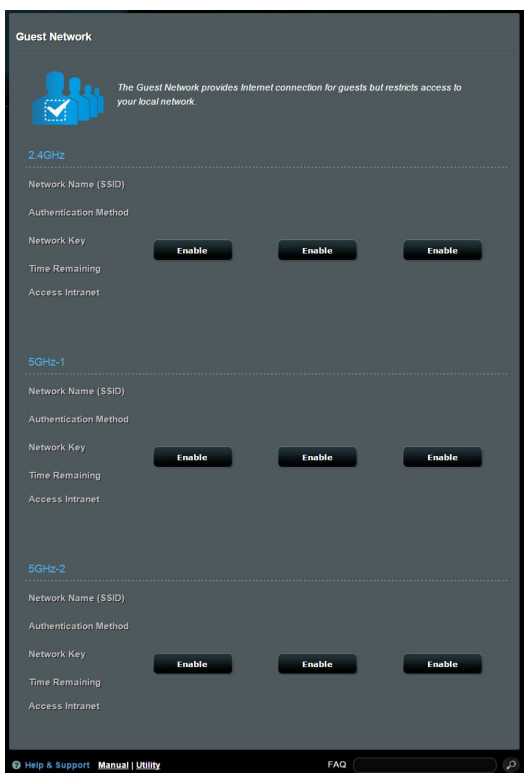 Guest Network
The Guest Network provides Internet connection for guests but restricts access to
your local network.
2.4GHz
Network Name (SSID)
Authentication Method
Network Key
Enable Enable Enable
Time Remaining
Access Intranet
5GHz-1
Network Name (SSID)
Authentication Method
Network Key
Enable Enable Enable
Time Remaining
Access Intranet
5GHz-2
Network Name (SSID)
Authentication Method
Network Key
Enable Enable Enable
Time Remaining
Access Intranet
Help & Support Manual | Utility FAQ